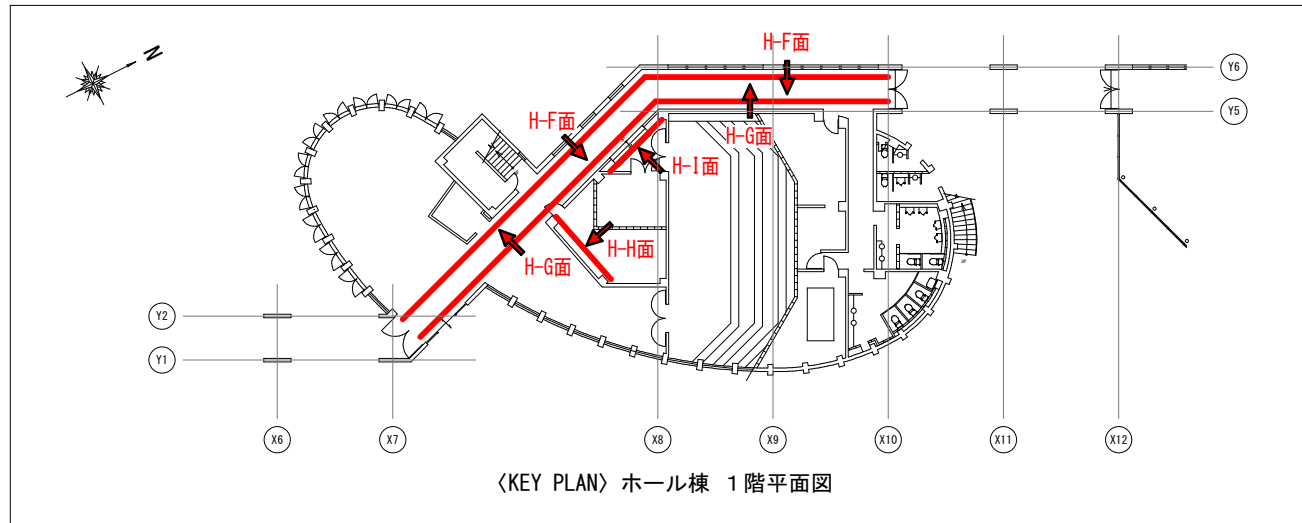 N
H-F面
Y6
Y5
H-F面
H-G面
H-I面
H-H面
H-G面
Y2
Y1
X6
X7
X8
X9
X10
X11
X12
〈KEY PLAN〉ホール棟 1階平面図